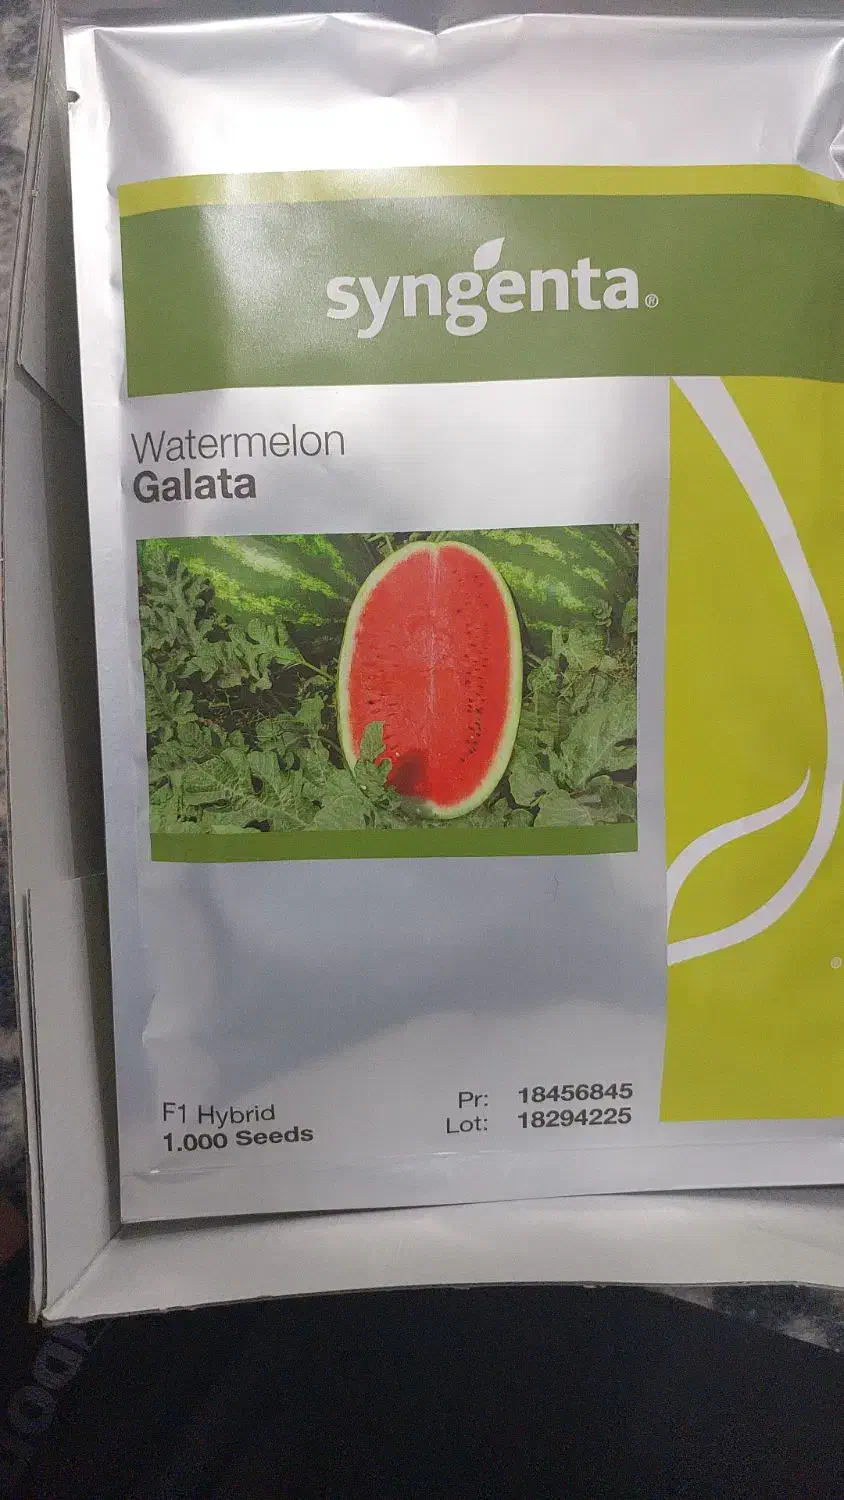 syngenta®
Watermelon
Galata
F1 Hybrid
1.000 Seeds
Pr: 18456845
Lot: 18294225
®